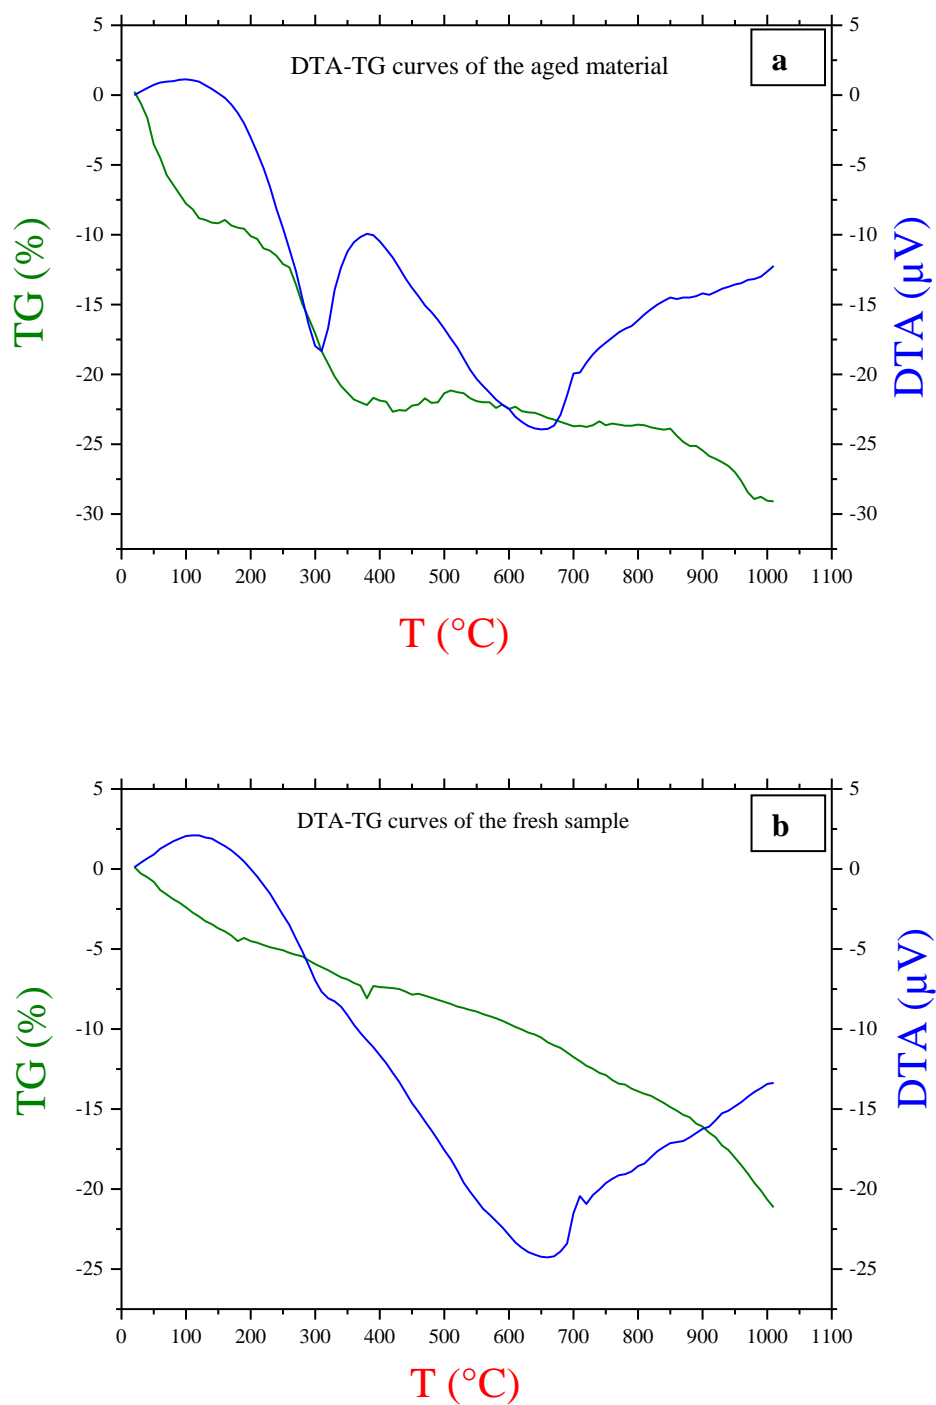 5
5
DTA-TG curves of the aged material
a
0
0
-5
-5
-10
-10
-15
-15
-20
-20
-25
-25
-30
-30
TG (%)
DTA (µV)
0 100 200 300 400 500 600 700 800 900 1000 1100
T (°C)
5
5
DTA-TG curves of the fresh sample
b
0
0
-5
-5
-10
-10
-15
-15
-20
-20
-25
-25
TG (%)
DTA (µV)
0 100 200 300 400 500 600 700 800 900 1000 1100
T (°C)